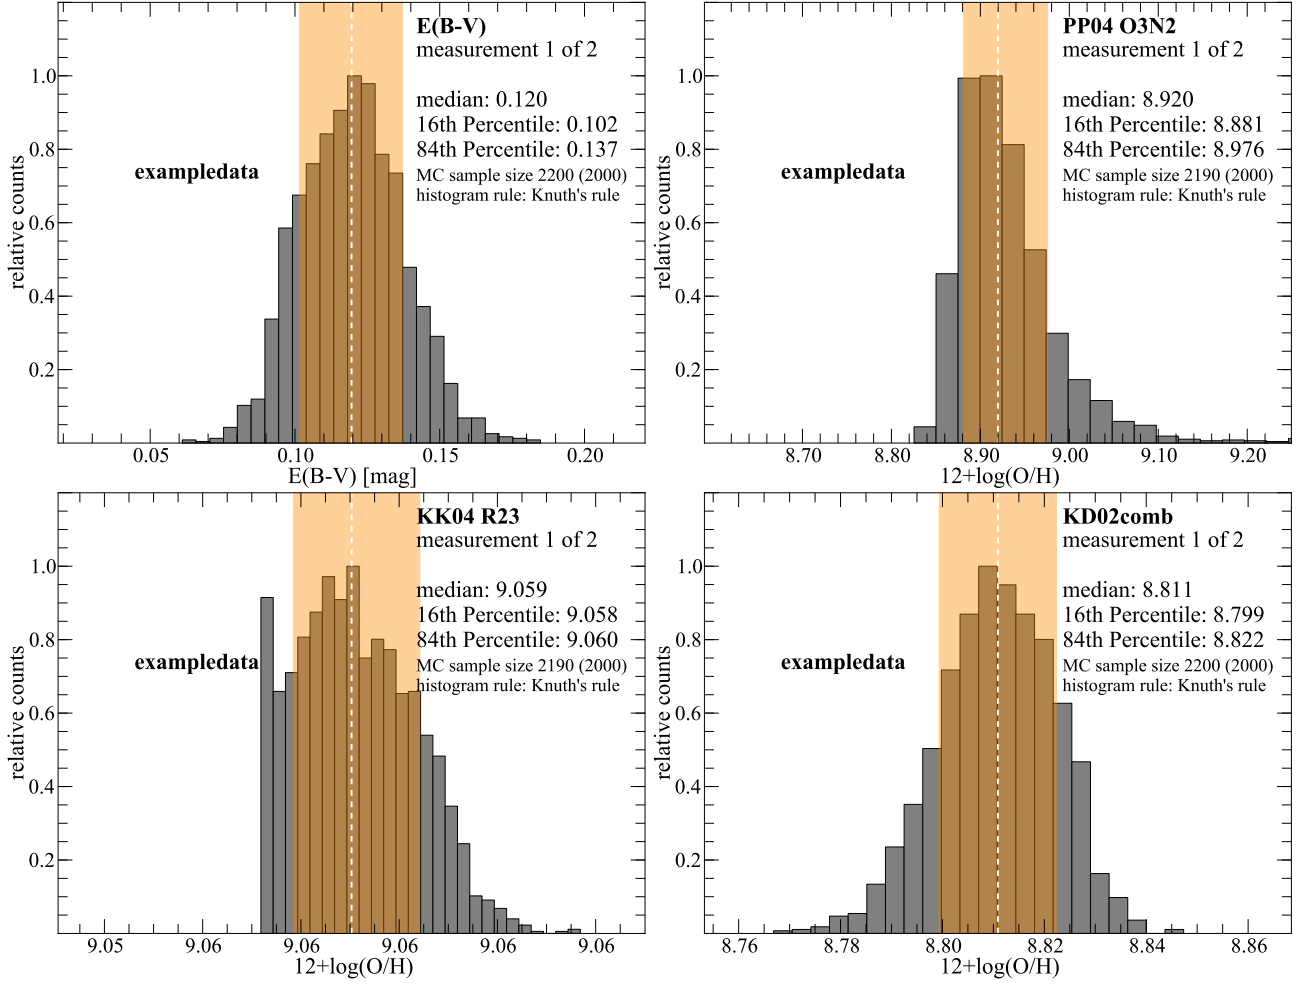 E(B-V)
measurement 1 of 2
median: 0.120
16th Percentile: 0.102
84th Percentile: 0.137
MC sample size 2200 (2000)
histogram rule: Knuth's rule
exampledata
relative counts
1.0
0.8
0.6
0.4
0.2
0.05 0.10 0.15 0.20
E(B-V) [mag]
PP04 O3N2
measurement 1 of 2
median: 8.920
16th Percentile: 8.881
84th Percentile: 8.976
MC sample size 2190 (2000)
histogram rule: Knuth's rule
exampledata
relative counts
1.0
0.8
0.6
0.4
0.2
8.70 8.80 8.90 9.00 9.10 9.20
12+log(O/H)
KK04 R23
measurement 1 of 2
median: 9.059
16th Percentile: 9.058
84th Percentile: 9.060
MC sample size 2190 (2000)
histogram rule: Knuth's rule
exampledata
relative counts
1.0
0.8
0.6
0.4
0.2
9.05 9.06 9.06 9.06 9.06 9.06
12+log(O/H)
KD02comb
measurement 1 of 2
median: 8.811
16th Percentile: 8.799
84th Percentile: 8.822
MC sample size 2200 (2000)
histogram rule: Knuth's rule
exampledata
relative counts
1.0
0.8
0.6
0.4
0.2
8.76 8.78 8.80 8.82 8.84 8.86
12+log(O/H)